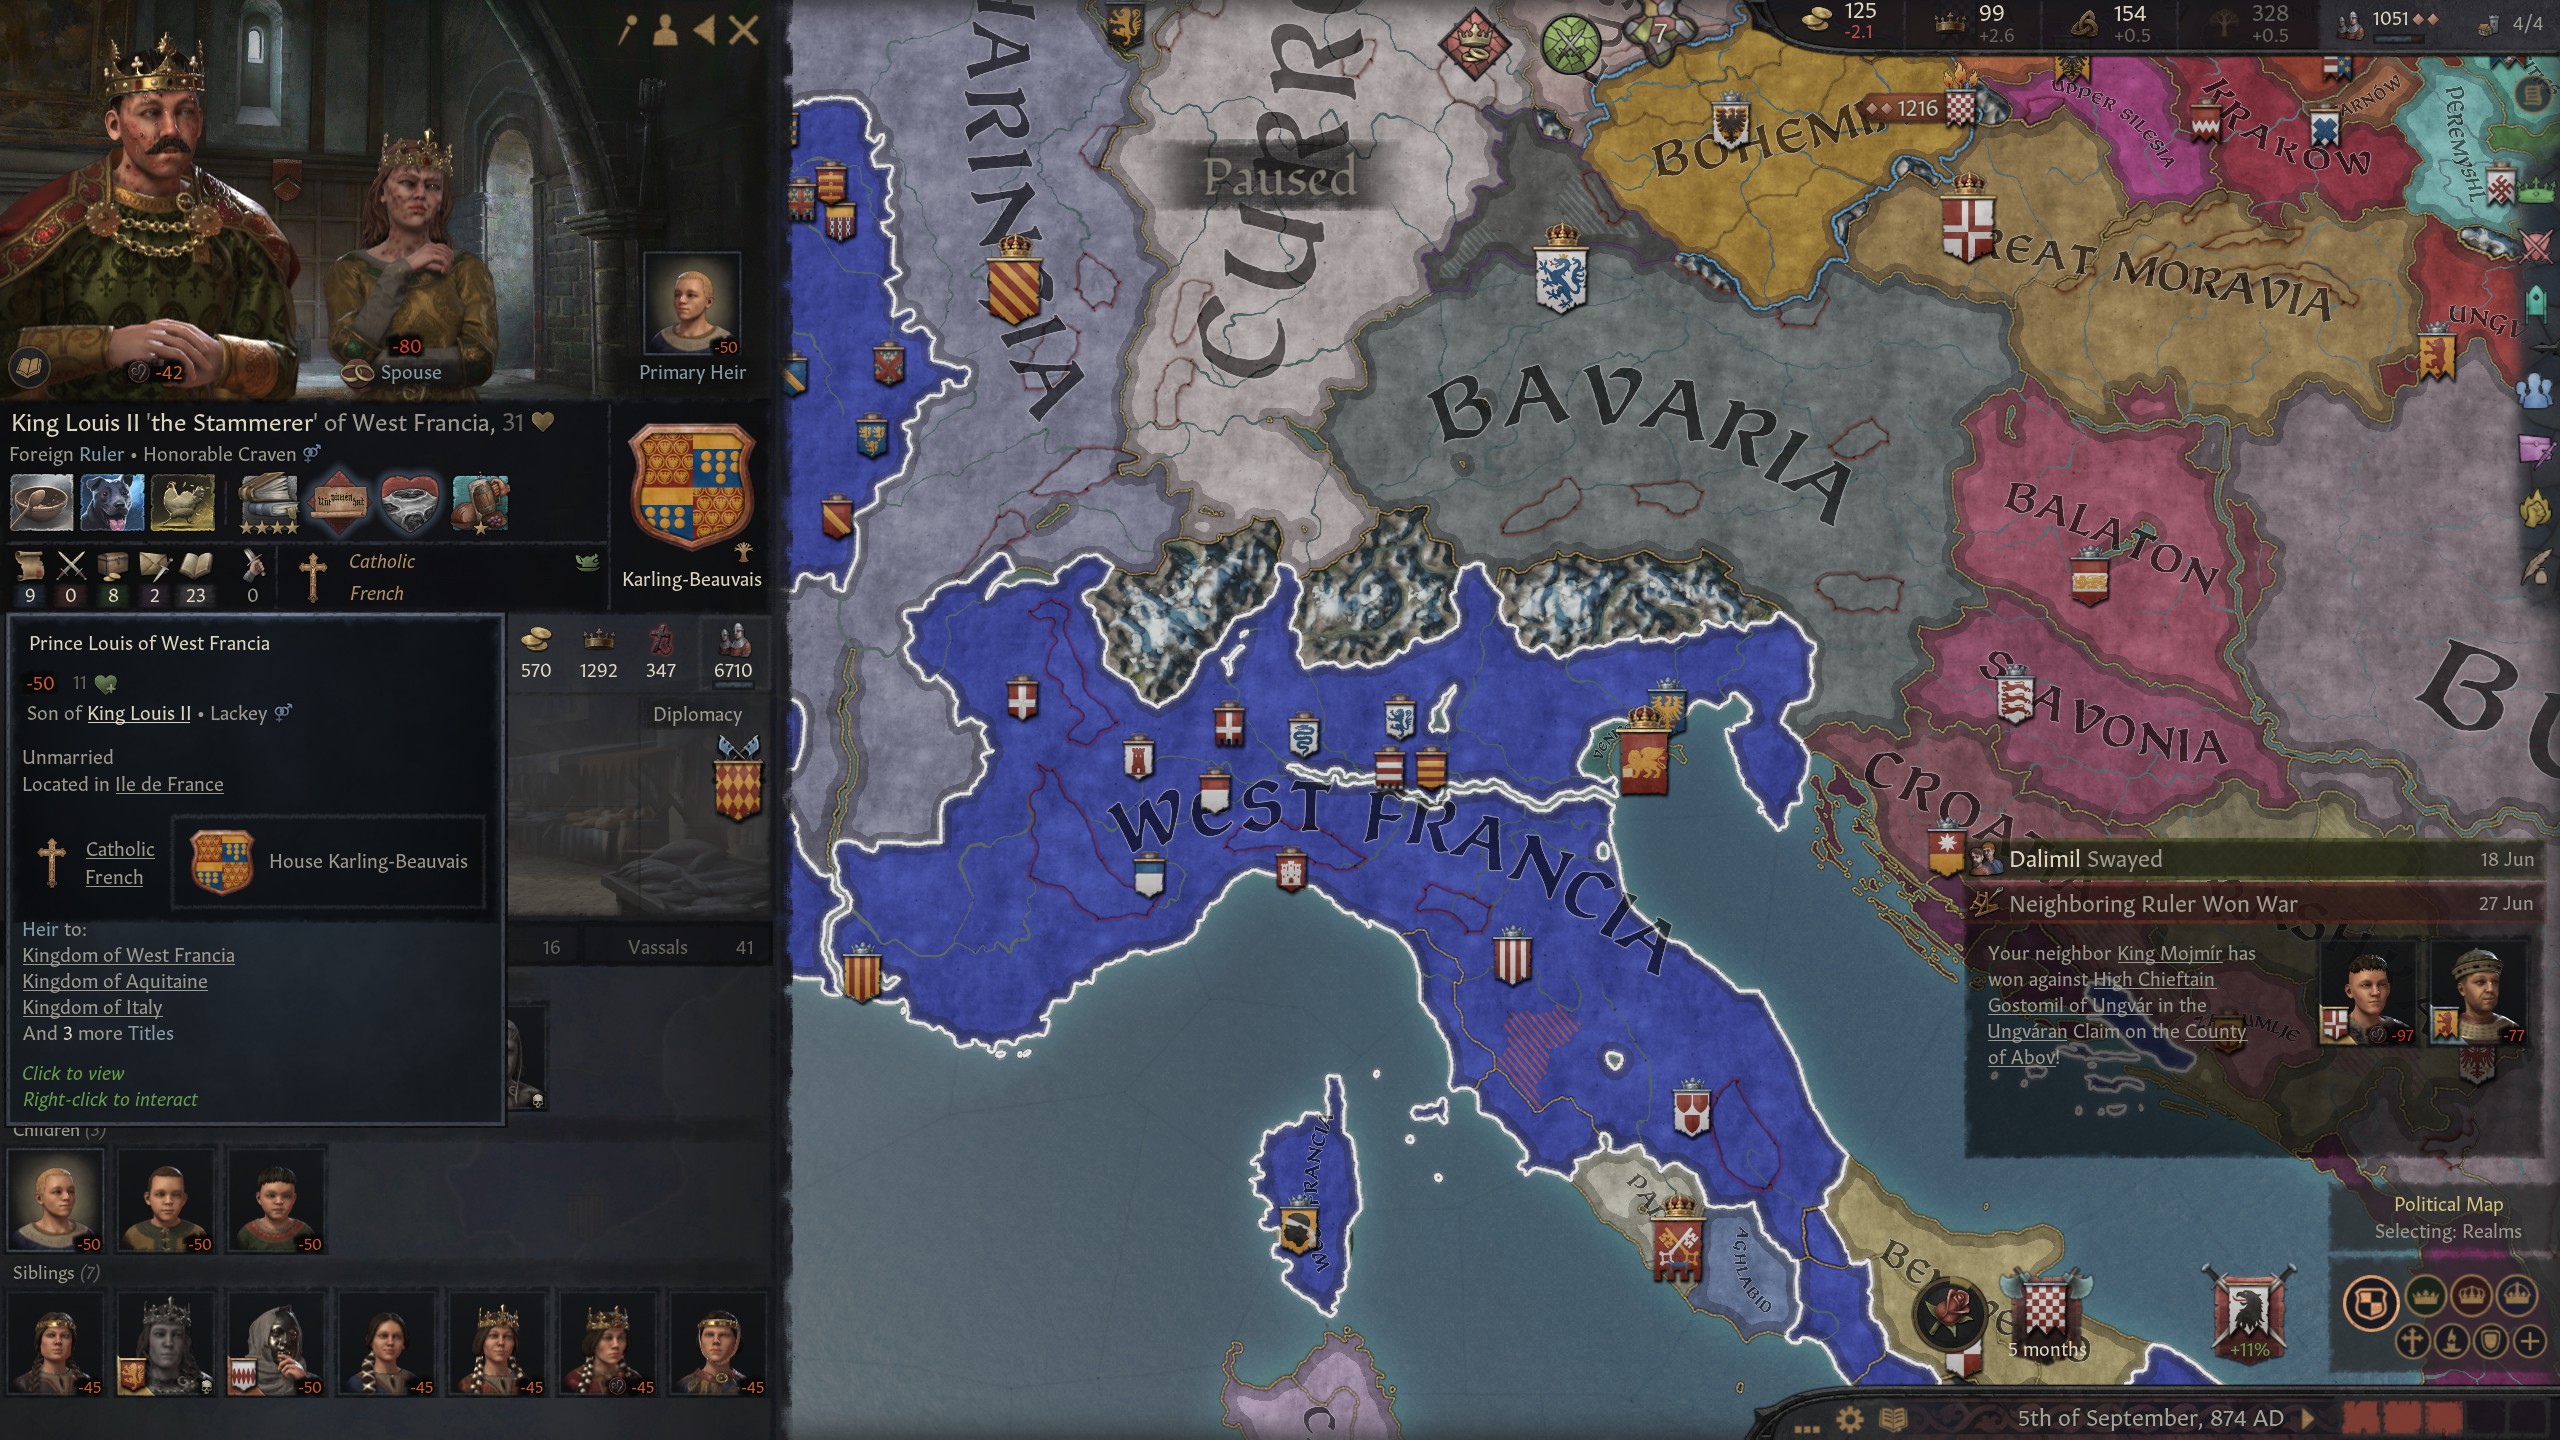 125
-2.1
99
+2.6
154
+0.5
328
+0.5
1051
4/4
7
Paused
-42
-80
Spouse
-50
Primary Heir
King Louis II 'the Stammerer' of West Francia, 31
Foreign Ruler • Honorable Craven
9
0
8
2
23
0
Catholic
French
Karling-Beauvais
Prince Louis of West Francia
-50
11
Son of King Louis II • Lackey
Unmarried
Located in Ile de France
Catholic
French
House Karling-Beauvais
Heir to:
Kingdom of West Francia
Kingdom of Aquitaine
Kingdom of Italy
And 3 more Titles
Click to view
Right-click to interact
570
1292
347
6710
Diplomacy
16
Vassals
41
Children (3)
-50
-50
-50
Siblings (7)
-45
-50
-45
-45
-45
-45
BOHEMI
1216
UPPER SILESIA
KRAKÓW
ARNÓW
PEREMYSHL
REAT MORAVIA
UNGV
BAVARIA
BALATON
SLAVONIA
CROA
WEST FRANCIA
Dalimil Swayed
18 Jun
Neighboring Ruler Won War
27 Jun
Your neighbor King Mojmír has
won against High Chieftain
Gostomil of Ungvár in the
Ungváran Claim on the County
of Abov!
-97
-77
AGHLABID
5 months
+11%
Political Map
Selecting: Realms
5th of September, 874 AD